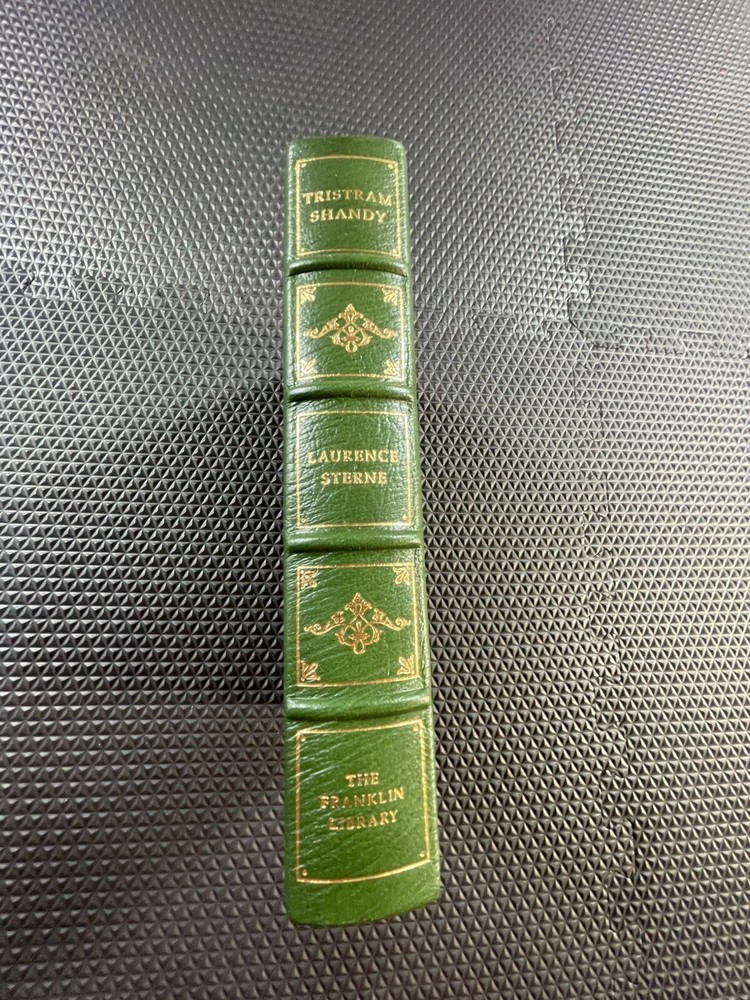 TRISTRAM
SHANDY
LAURENCE
STERNE
THE
FRANKLIN
LIBRARY